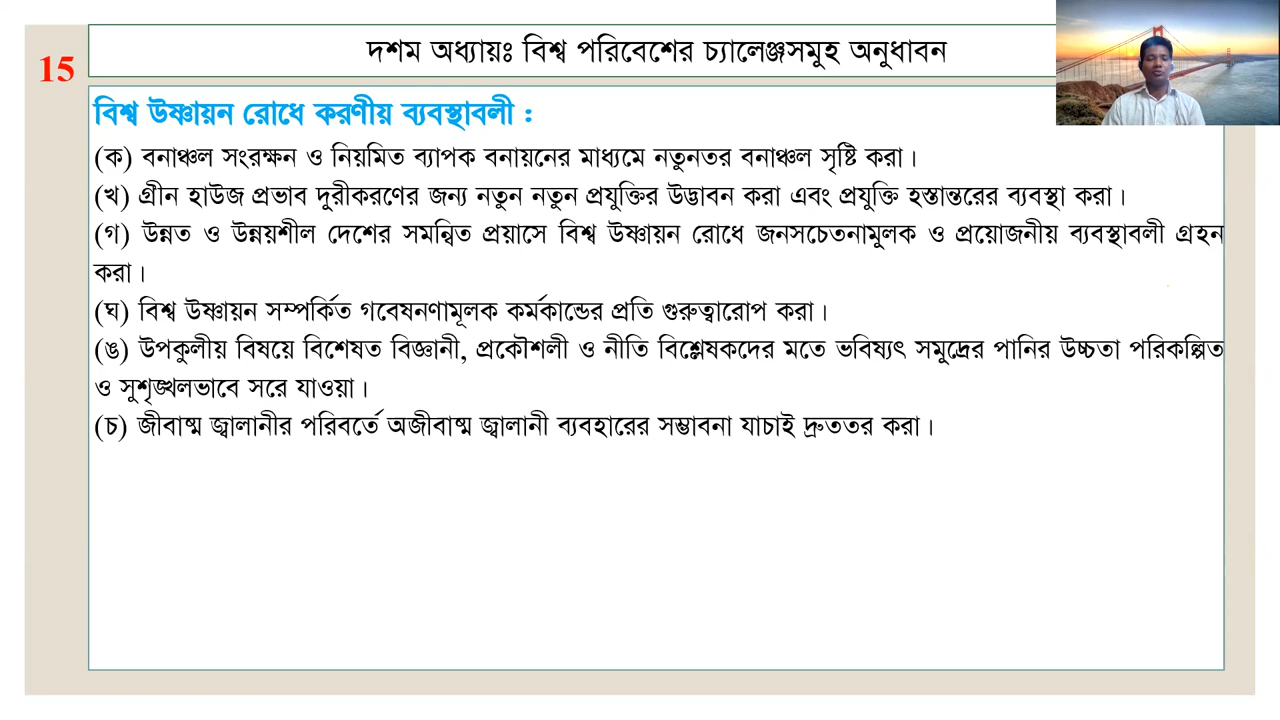 15
দশম অধ্যায়ঃ বিশ্ব পরিবেশের চ্যালেঞ্জসমুহ অনুধাবন
বিশ্ব উষ্ণায়ন রোধে করণীয় ব্যবস্থাবলী :
(ক) বনাঞ্চল সংরক্ষন ও নিয়মিত ব্যাপক বনায়নের মাধ্যমে নতুনতর বনাঞ্চল সৃষ্টি করা।
(খ) গ্রীন হাউজ প্রভাব দুরীকরণের জন্য নতুন নতুন প্রযুক্তির উদ্ভাবন করা এবং প্রযুক্তি হস্তান্তরের ব্যবস্থা করা।
(গ) উন্নত ও উন্নয়শীল দেশের সমন্বিত প্রয়াসে বিশ্ব উষ্ণায়ন রোধে জনসচেতনামুলক ও প্রয়োজনীয় ব্যবস্থাবলী গ্রহন
করা।
(ঘ) বিশ্ব উষ্ণায়ন সম্পর্কিত গবেষনণামূলক কর্মকান্ডের প্রতি গুরুত্বারোপ করা।
(ঙ) উপকুলীয় বিষয়ে বিশেষত বিজ্ঞানী, প্রকৌশলী ও নীতি বিশ্লেষকদের মতে ভবিষ্যৎ সমুদ্রের পানির উচ্চতা পরিকল্পিত
ও সুশৃঙ্খলভাবে সরে যাওয়া।
(চ) জীবাষ্ম জ্বালানীর পরিবর্তে অজীবাষ্ম জ্বালানী ব্যবহারের সম্ভাবনা যাচাই দ্রুততর করা।